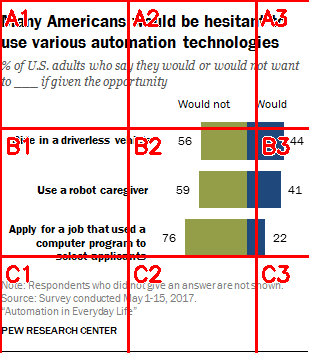 A1 A2 A3
Many Americans would be hesitant to
use various automation technologies
% of U.S. adults who say they would or would not want
to ___ if given the opportunity
Would not Would
B1 B2 B3
Ride in a driverless vehicle 56 44
Use a robot caregiver 59 41
Apply for a job that used a
computer program to
select applicants 76 22
C1 C2 C3
Note: Respondents who did not give an answer are not shown.
Source: Survey conducted May 1-15, 2017.
"Automation in Everyday Life"
PEW RESEARCH CENTER